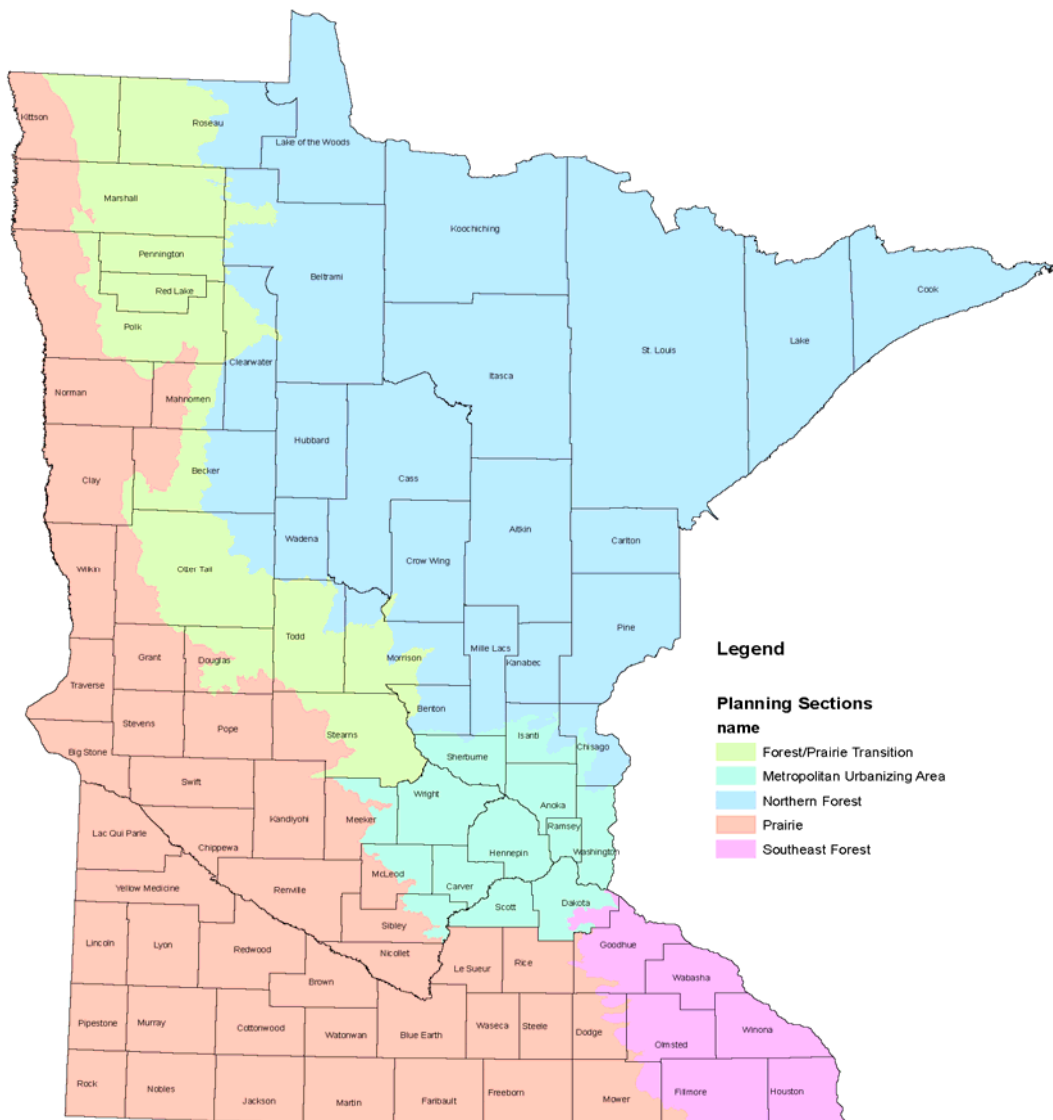 Kittson
Roseau
Lake of the Woods
Marshall
Koochiching
Pennington
Beltrami
Red Lake
Cook
Polk
Lake
St. Louis
Clearwater
Itasca
Norman
Mahnomen
Hubbard
Becker
Cass
Clay
Aitkin
Wadena
Carlton
Crow Wing
Wilkin
Otter Tail
Pine
Todd
Mille Lacs
Legend
Grant
Douglas
Morrison
Kanabec
Traverse
Planning Sections
Benton
name
Stevens
Pope
Stearns
Isanti
Chisago
Big Stone
Sherburne
Forest/Prairie Transition
Metropolitan Urbanizing Area
Swift
Wright
Northern Forest
Anoka
Kandiyohi
Meeker
Ramsey
Prairie
Lac Qui Parle
Chippewa
Hennepin
Washington
Southeast Forest
McLeod
Yellow Medicine
Renville
Carver
Scott
Dakota
Sibley
Lincoln
Lyon
Redwood
Nicollet
Goodhue
Le Sueur
Rice
Wabasha
Brown
Pipestone
Murray
Cottonwood
Watonwan
Blue Earth
Waseca
Steele
Dodge
Winona
Olmsted
Rock
Nobles
Jackson
Martin
Faribault
Freeborn
Mower
Fillmore
Houston